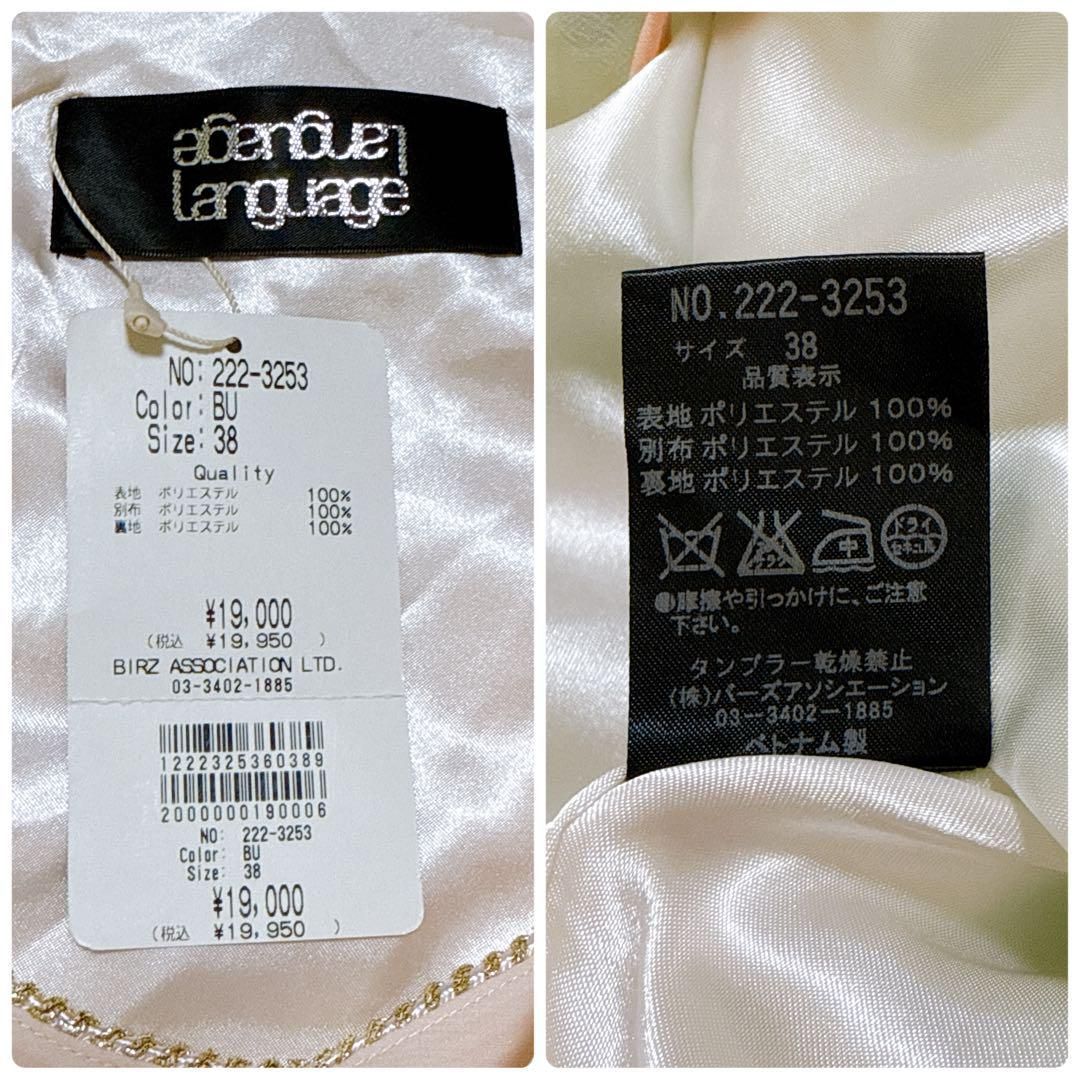 Language
Language
NO: 222-3253
Color: BU
Size: 38
Quality
表地 ポリエステル 100%
別布 ポリエステル 100%
裏地 ポリエステル 100%
¥19,000
(税込 ¥19,950 )
BIRZ ASSOCIATION LTD.
03-3402-1885
1222325360389
2000000190006
NO: 222-3253
Color: BU
Size: 38
¥19,000
(税込 ¥19,950 )
NO.222-3253
サイズ 38
品質表示
表地 ポリエステル 100%
別布 ポリエステル 100%
裏地 ポリエステル 100%
中
ドライ
セキユ系
●摩擦や引っかけに、ご注意
下さい。
タンブラー乾燥禁止
(株)バーズアソシエーション
03-3402-1885
ベトナム製